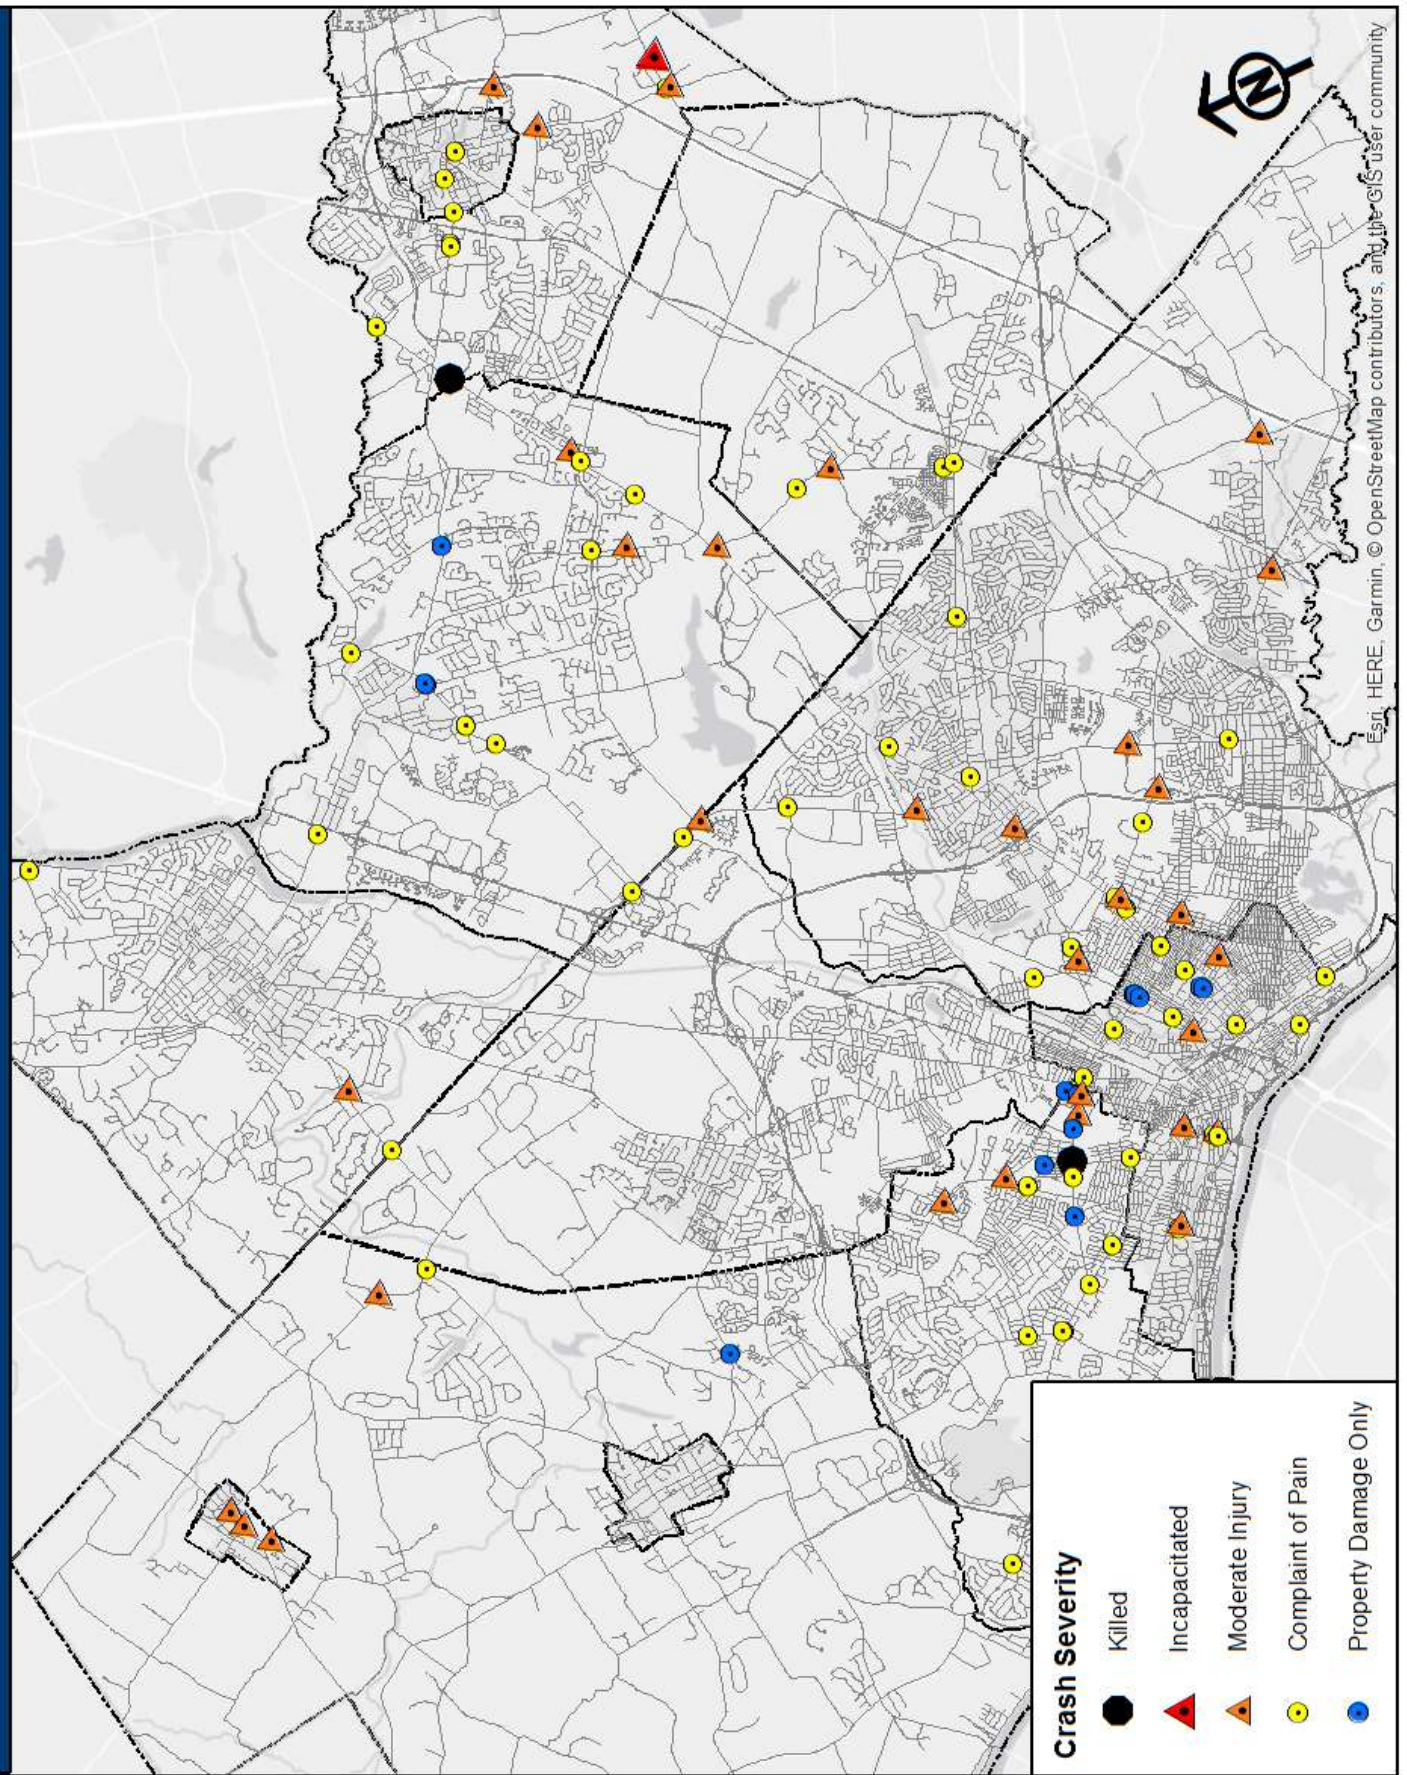 Crash Severity
Killed
Incapacitated
Moderate Injury
Complaint of Pain
Property Damage Only
N
Esri, HERE, Garmin, © OpenStreetMap contributors, and the GIS user community